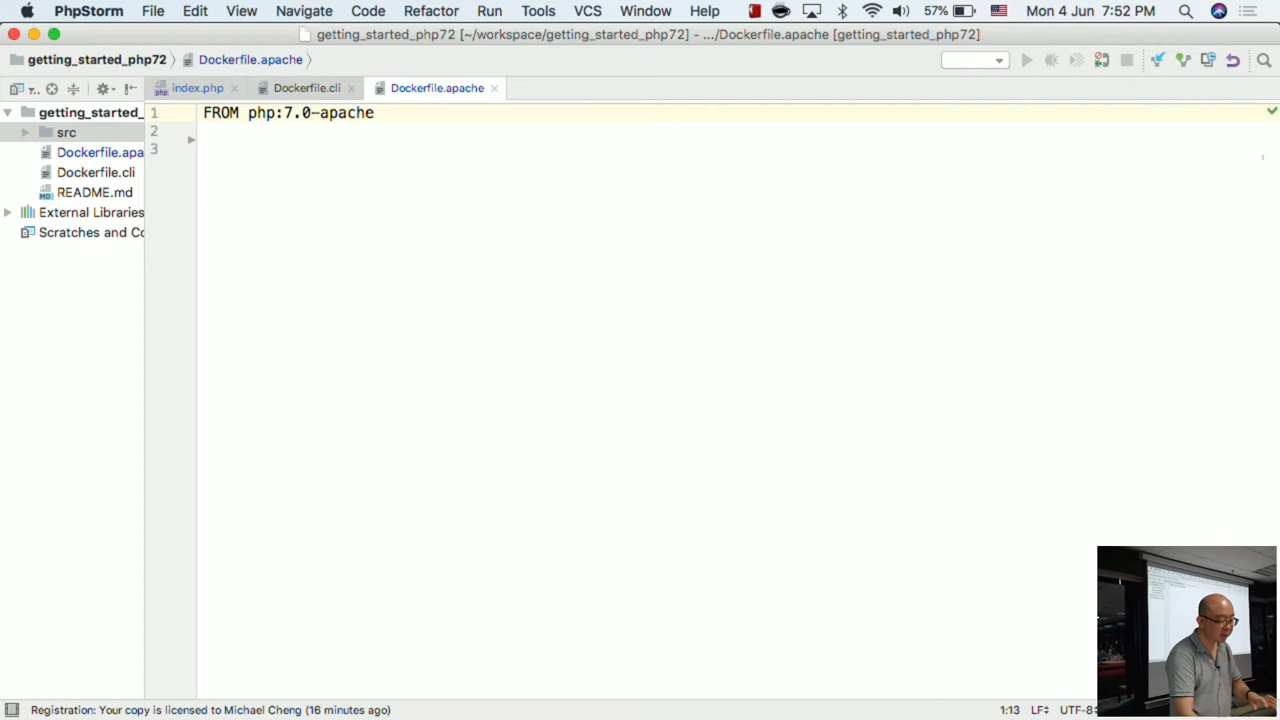 PhpStorm File Edit View Navigate Code Refactor Run Tools VCS Window Help 57% Mon 4 Jun 7:52 PM
getting_started_php72 [~/workspace/getting_started_php72] - .../Dockerfile.apache [getting_started_php72]
getting_started_php72 Dockerfile.apache
index.php Dockerfile.cli Dockerfile.apache
getting_started_
src
Dockerfile.apa
Dockerfile.cli
README.md
External Libraries
Scratches and Co
1 FROM php:7.0-apache
2
3
Registration: Your copy is licensed to Michael Cheng (16 minutes ago) 1:13 LF UTF-8